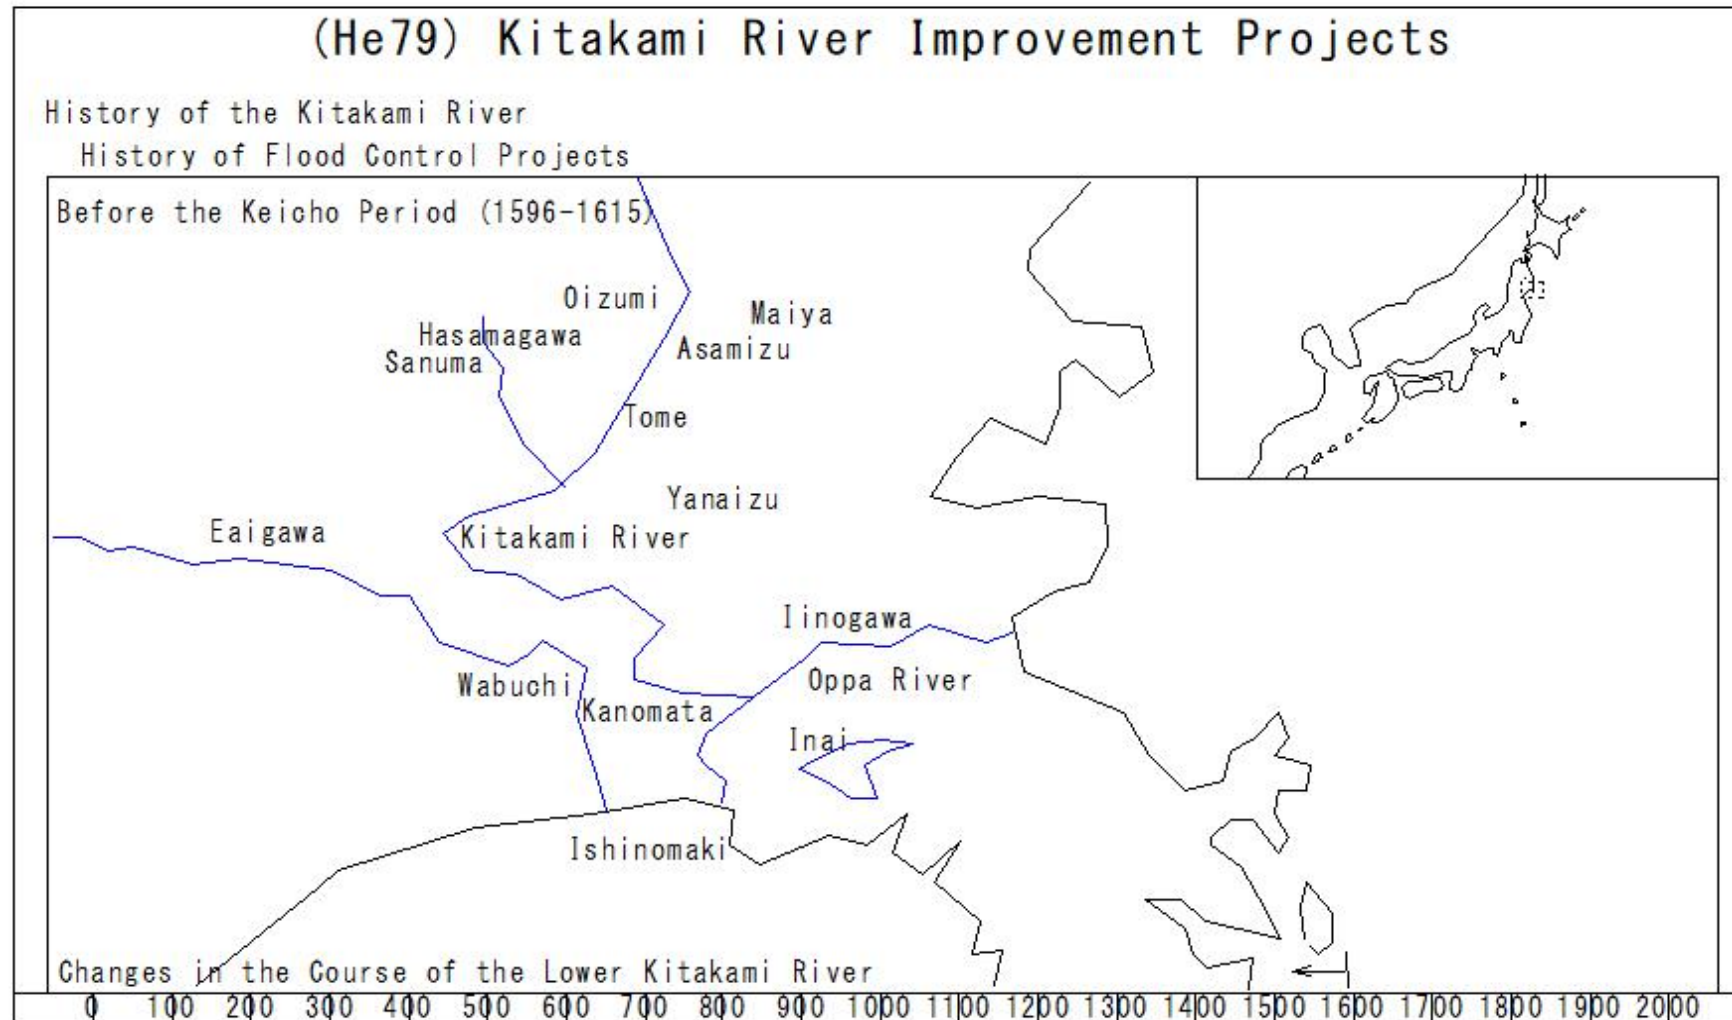 (He79) Kitakami River Improvement Projects
History of the Kitakami River
History of Flood Control Projects
Before the Keicho Period (1596-1615)
Oizumi
Maiya
Hasamagawa
Asamizu
Sanuma
Tome
Yanaizu
Eaigawa
Kitakami River
Iinogawa
Wabuchi
Oppa River
Kanomata
Inai
Ishinomaki
Changes in the Course of the Lower Kitakami River
0 100 200 300 400 500 600 700 800 900 1000 1100 1200 1300 1400 1500 1600 1700 1800 1900 2000